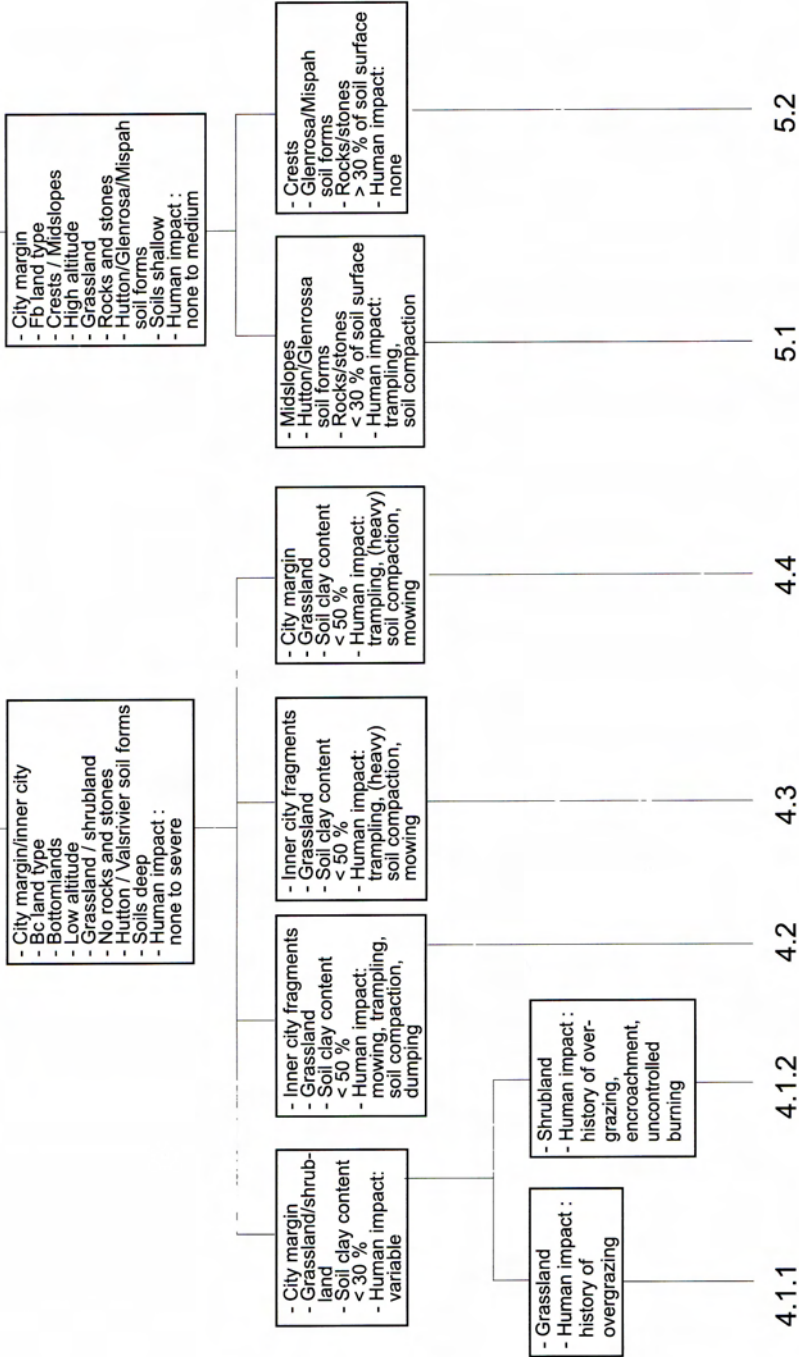 - City margin/inner city
- Bc land type
- Bottomlands
- Low altitude
- Grassland / shrubland
- No rocks and stones
- Hutton / Valsrivier soil forms
- Soils deep
- Human impact :
none to severe
- City margin
- Fb land type
- Crests / Midslopes
- High altitude
- Grassland
- Rocks and stones
- Hutton/Glenrosa/Mispah
soil forms
- Soils shallow
- Human impact :
none to medium
- City margin
- Grassland/shrub-
land
- Soil clay content
< 30 %
- Human impact:
variable
- Inner city fragments
- Grassland
- Soil clay content
< 50 %
- Human impact:
mowing, trampling,
soil compaction,
dumping
- Inner city fragments
- Grassland
- Soil clay content
< 50 %
- Human impact:
trampling, (heavy)
soil compaction,
mowing
- City margin
- Grassland
- Soil clay content
< 50 %
- Human impact:
trampling, (heavy)
soil compaction,
mowing
- Midslopes
- Hutton/Glenrossa
soil forms
- Rocks/stones
< 30 % of soil surface
- Human impact:
trampling,
soil compaction
- Crests
- Glenrosa/Mispah
soil forms
- Rocks/stones
> 30 % of soil surface
- Human impact:
none
- Grassland
- Human impact :
history of
overgrazing
- Shrubland
- Human impact :
history of over-
grazing,
encroachment,
uncontrolled
burning
4.1.1
4.1.2
4.2
4.3
4.4
5.1
5.2